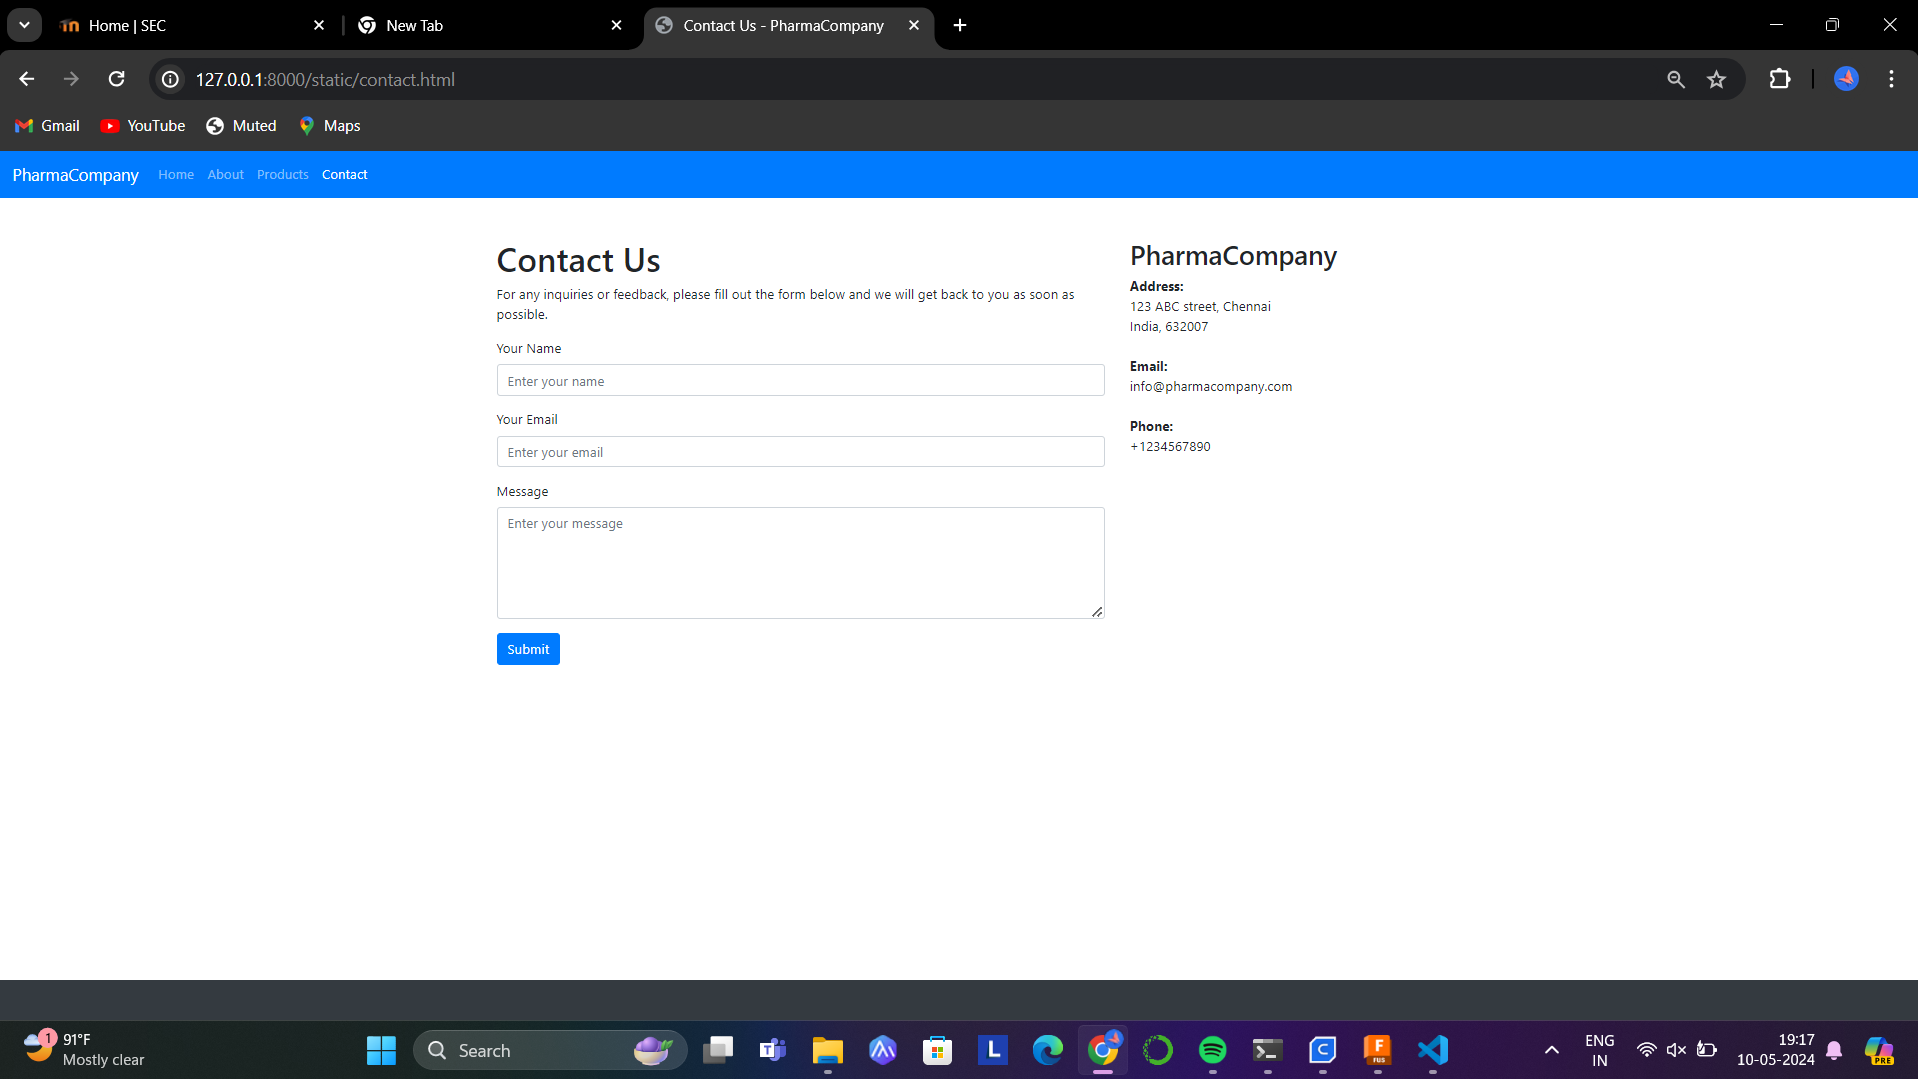 Home | SEC
New Tab
Contact Us - PharmaCompany
127.0.0.1:8000/static/contact.html
Gmail
YouTube
Muted
Maps
PharmaCompany
Home
About
Products
Contact
Contact Us
For any inquiries or feedback, please fill out the form below and we will get back to you as soon as
possible.
Your Name
Enter your name
Your Email
Enter your email
Message
Enter your message
Submit
PharmaCompany
Address:
123 ABC street, Chennai
India, 632007
Email:
info@pharmacompany.com
Phone:
+1234567890
1
91°F
Mostly clear
Search
L
C
F
FUS
ENG
IN
19:17
10-05-2024
PRE